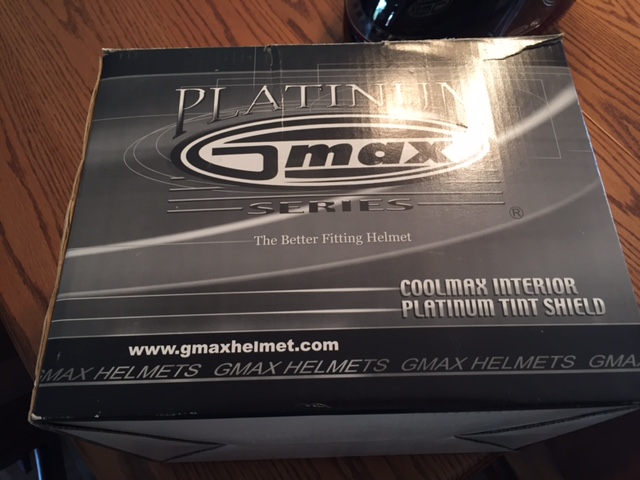 PLATINUM
Gmax
SERIES
®
The Better Fitting Helmet
COOLMAX INTERIOR
PLATINUM TINT SHIELD
www.gmaxhelmet.com
GMAX HELMETS GMAX HELMETS GMAX HELMETS GMA